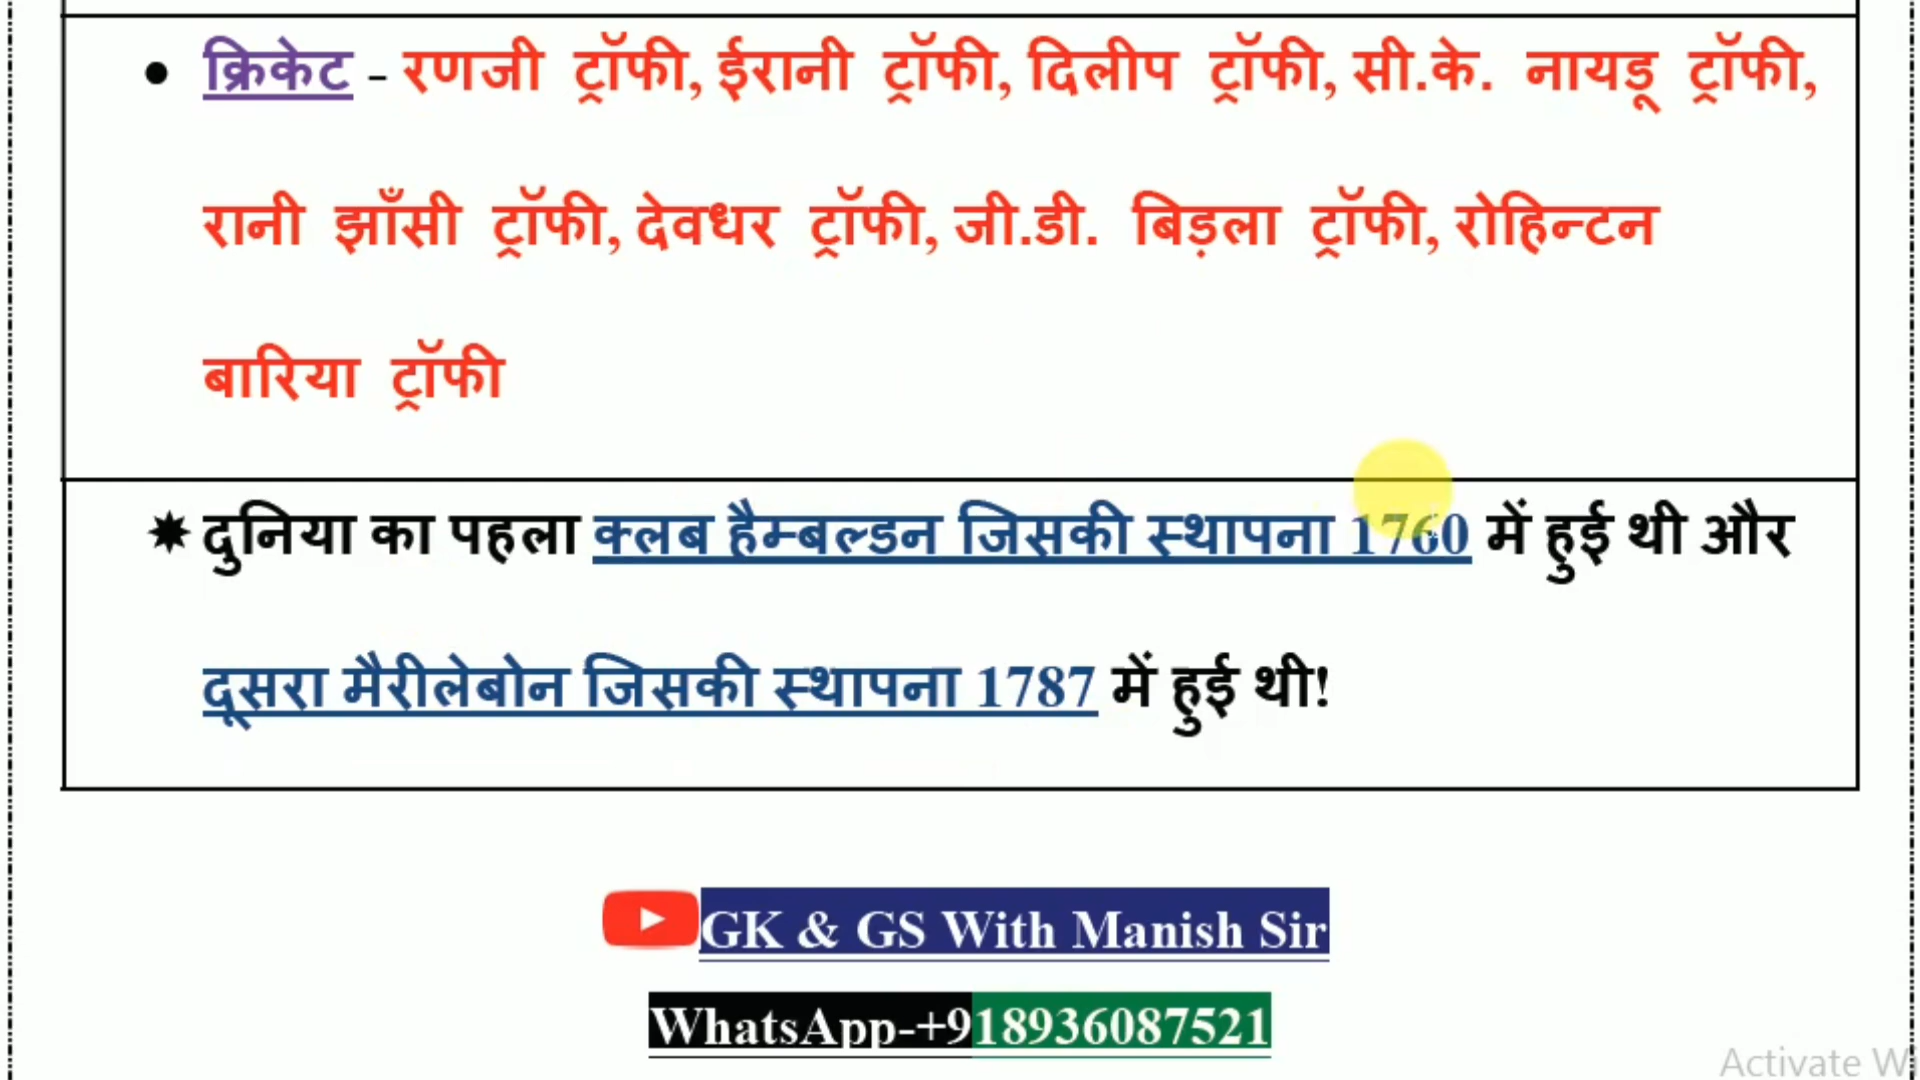 • क्रिकेट - रणजी ट्रॉफी, ईरानी ट्रॉफी, दिलीप ट्रॉफी, सी.के. नायडू ट्रॉफी,
रानी झाँसी ट्रॉफी, देवधर ट्रॉफी, जी.डी. बिड़ला ट्रॉफी, रोहिन्टन
बारिया ट्रॉफी
✷ दुनिया का पहला क्लब हैम्बल्डन जिसकी स्थापना 1760 में हुई थी और
दूसरा मैरीलेबोन जिसकी स्थापना 1787 में हुई थी!
GK & GS With Manish Sir
WhatsApp-+918936087521
Activate